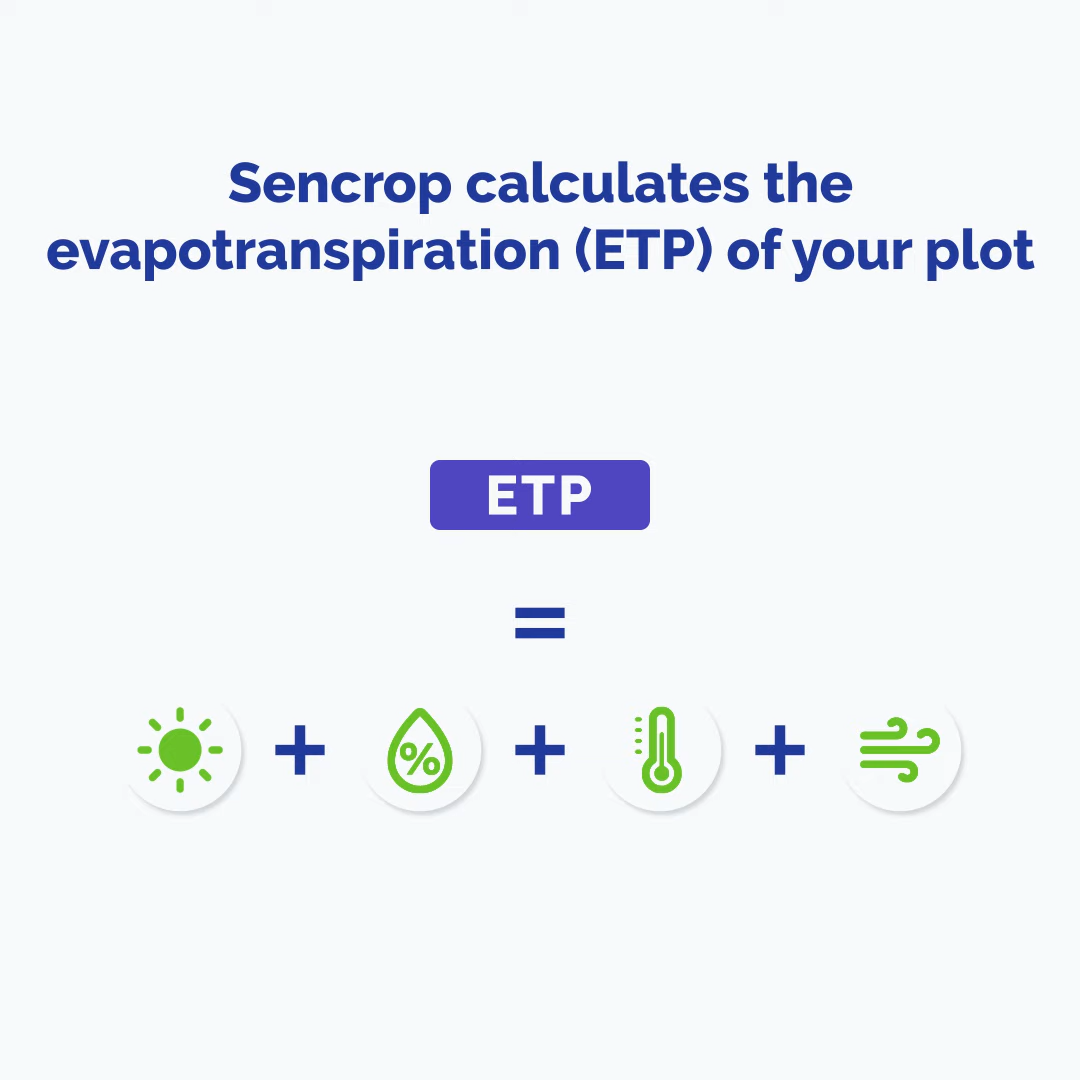 Sencrop calculates the
evapotranspiration (ETP) of your plot
ETP
=
+ % + +